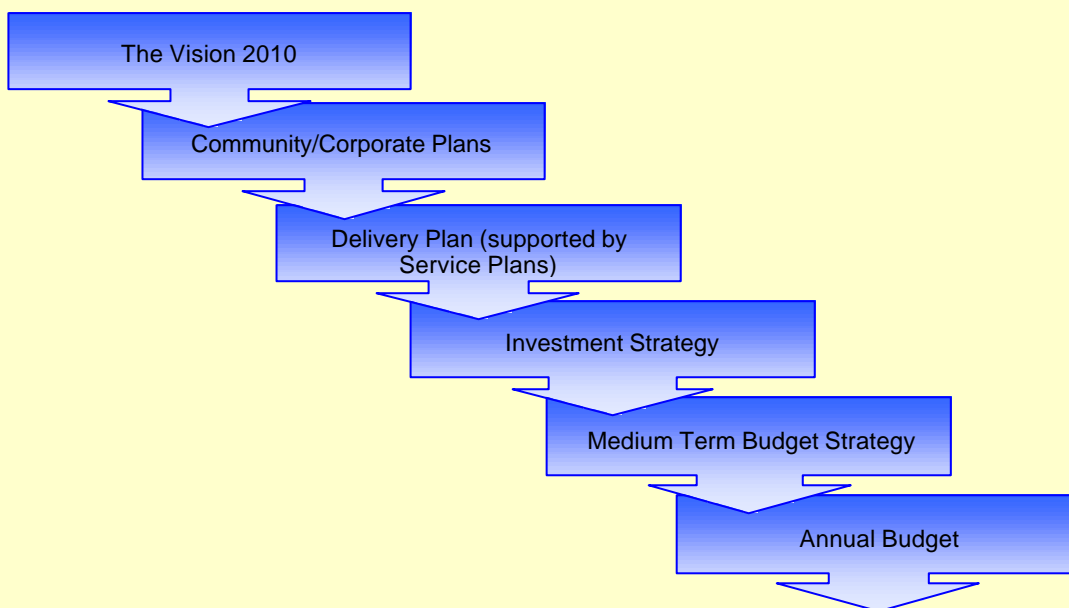 The Vision 2010
Community/Corporate Plans
Delivery Plan (supported by
Service Plans)
Investment Strategy
Medium Term Budget Strategy
Annual Budget